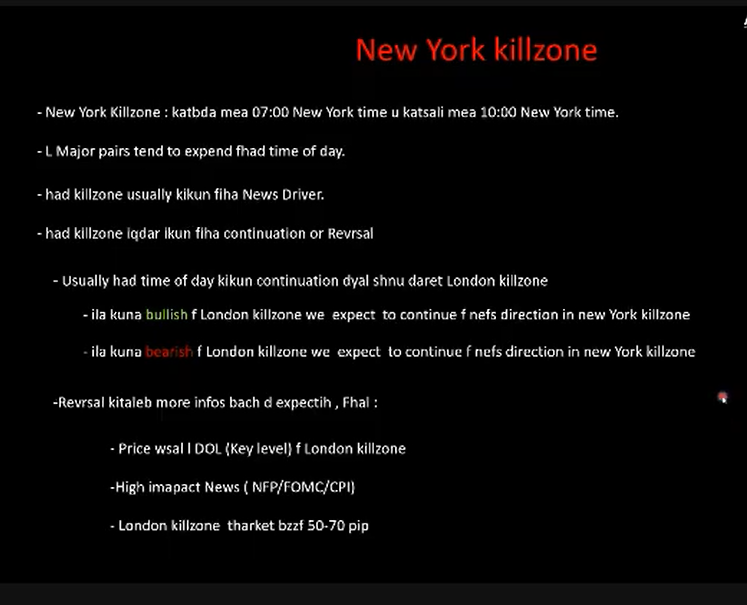 New York killzone
- New York Killzone : katbda mea 07:00 New York time u katsali mea 10:00 New York time.
- L Major pairs tend to expend fhad time of day.
- had killzone usually kikun fiha News Driver.
- had killzone iqdar ikun fiha continuation or Revrsal
- Usually had time of day kikun continuation dyal shnu daret London killzone
- ila kuna bullish f London killzone we expect to continue f nefs direction in new York killzone
- ila kuna bearish f London killzone we expect to continue f nefs direction in new York killzone
-Revrsal kitaleb more infos bach d expectih , Fhal :
- Price wsal l DOL (Key level) f London killzone
-High imapact News ( NFP/FOMC/CPI)
- London killzone tharket bzzf 50-70 pip